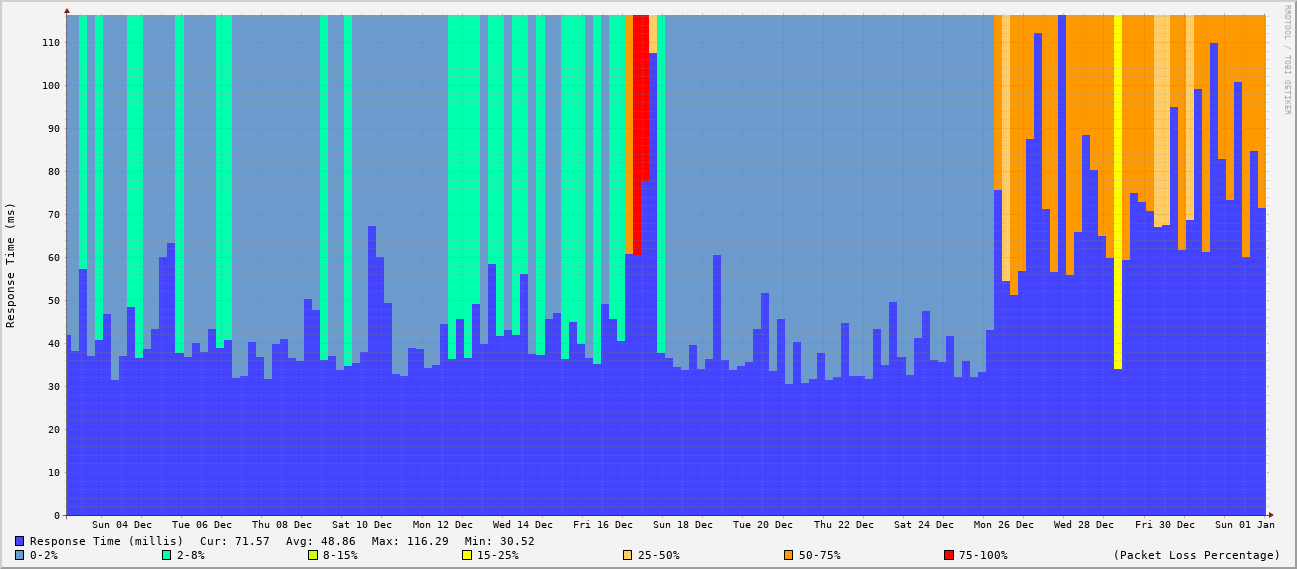 RRDTOOL / TOBI OETIKER
Response Time (ms)
110
100
90
80
70
60
50
40
30
20
10
0
Sun 04 Dec Tue 06 Dec Thu 08 Dec Sat 10 Dec Mon 12 Dec Wed 14 Dec Fri 16 Dec Sun 18 Dec Tue 20 Dec Thu 22 Dec Sat 24 Dec Mon 26 Dec Wed 28 Dec Fri 30 Dec Sun 01 Jan
Response Time (millis) Cur: 71.57 Avg: 48.86 Max: 116.29 Min: 30.52
0-2% 2-8% 8-15% 15-25% 25-50% 50-75% 75-100% (Packet Loss Percentage)